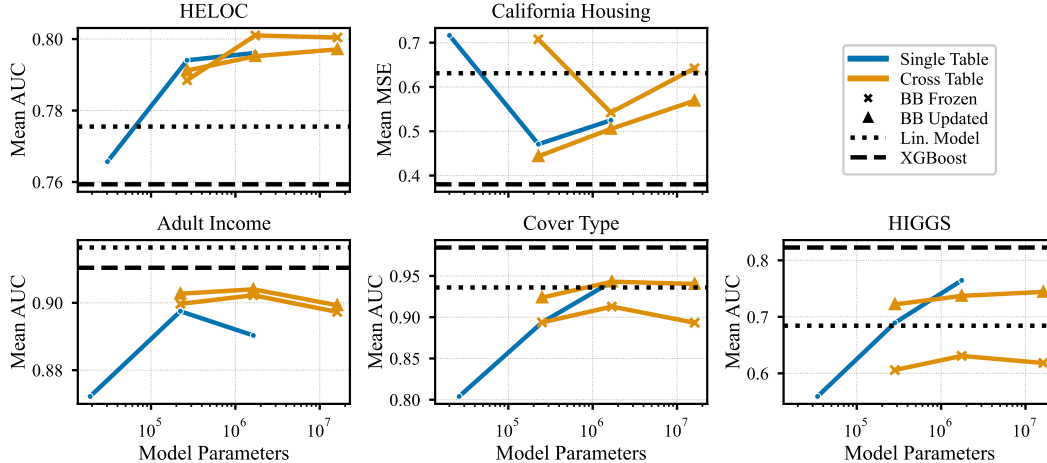 HELOC
California Housing
Mean AUC
0.80
0.78
0.76
Mean MSE
0.7
0.6
0.5
0.4
Single Table
Cross Table
BB Frozen
BB Updated
Lin. Model
XGBoost
Adult Income
Cover Type
HIGGS
Mean AUC
0.90
0.88
10^5
10^6
10^7
Model Parameters
Mean AUC
0.95
0.90
0.85
0.80
10^5
10^6
10^7
Model Parameters
Mean AUC
0.8
0.7
0.6
10^5
10^6
10^7
Model Parameters